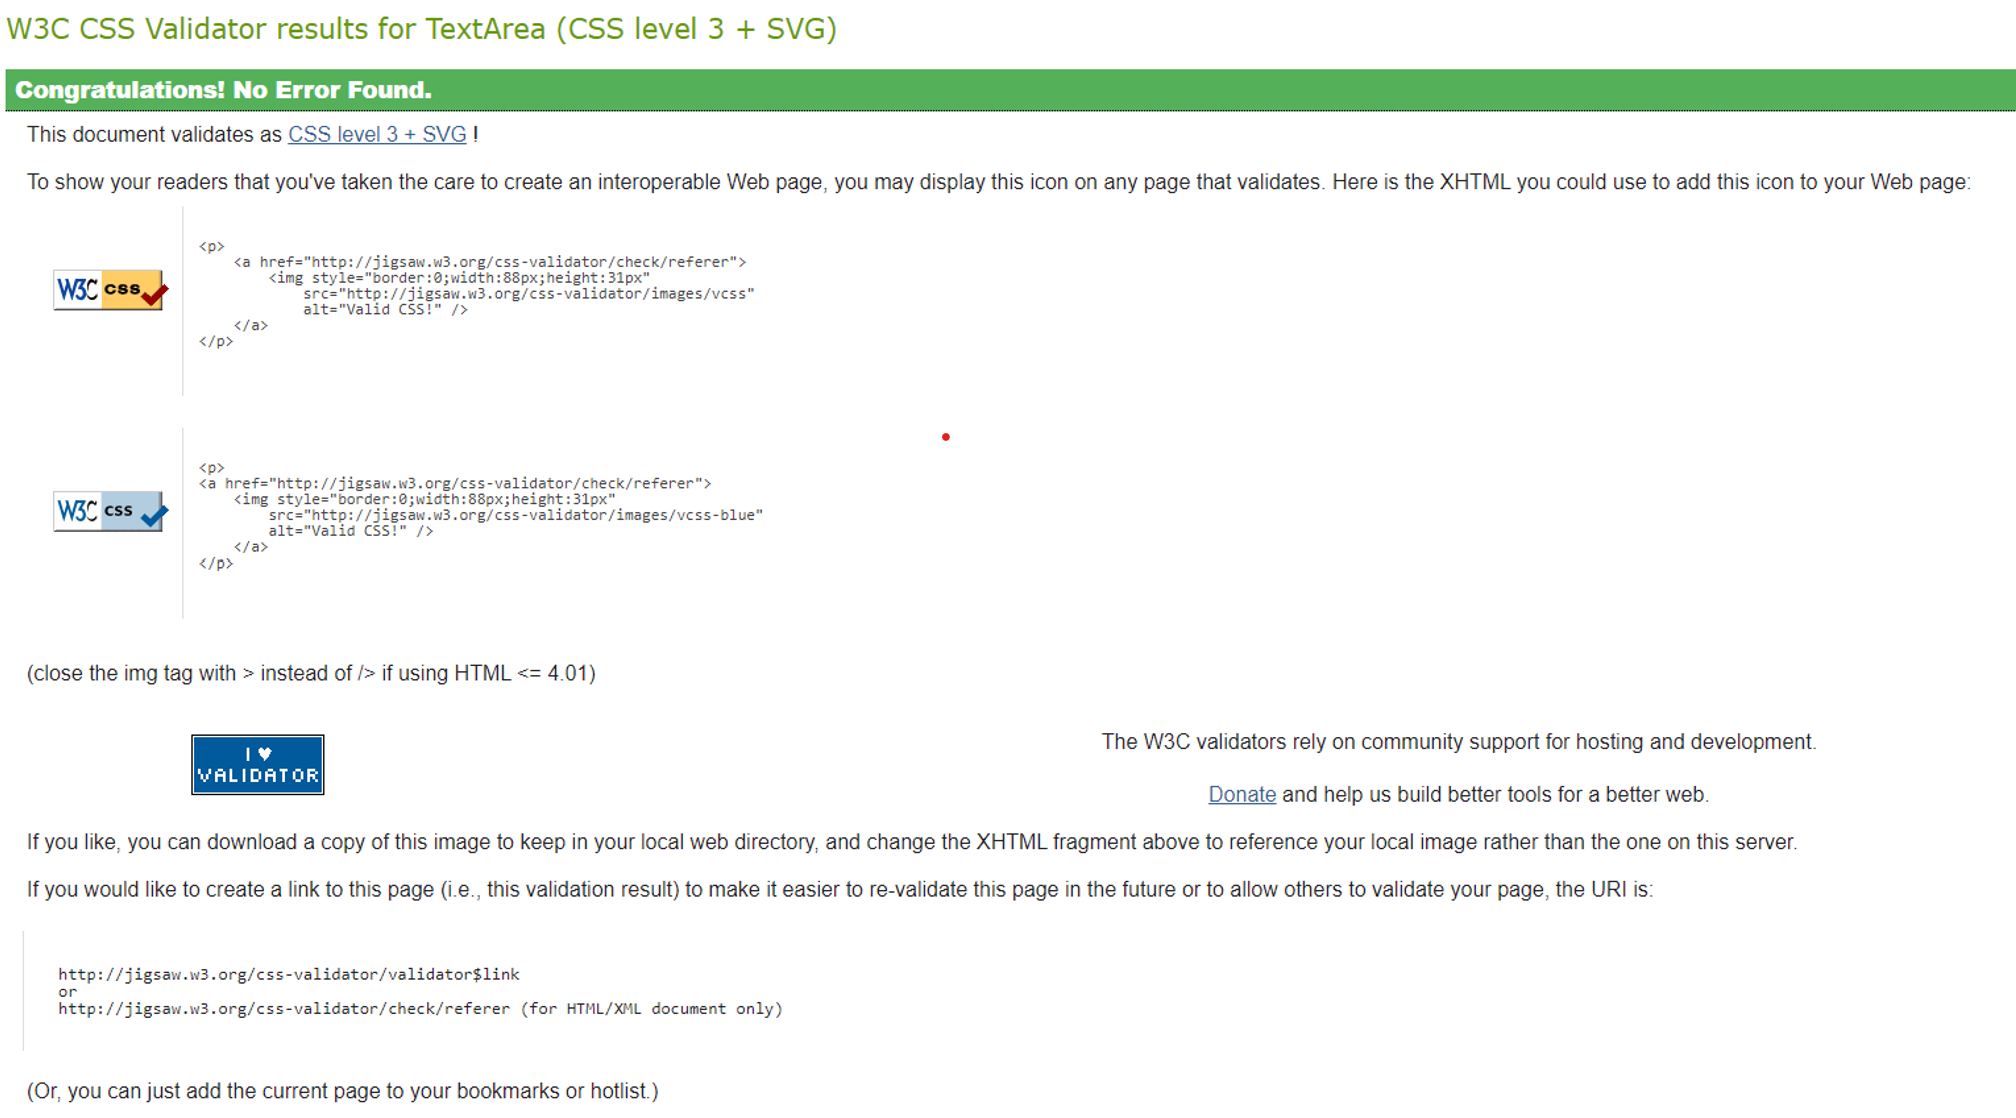 W3C CSS Validator results for TextArea (CSS level 3 + SVG)
Congratulations! No Error Found.
This document validates as CSS level 3 + SVG !
To show your readers that you've taken the care to create an interoperable Web page, you may display this icon on any page that validates. Here is the XHTML you could use to add this icon to your Web page:
W3C css
<p>
    <a href="http://jigsaw.w3.org/css-validator/check/referer">
        <img style="border:0;width:88px;height:31px"
            src="http://jigsaw.w3.org/css-validator/images/vcss"
            alt="Valid CSS!" />
    </a>
</p>
W3C css
<p>
<a href="http://jigsaw.w3.org/css-validator/check/referer">
    <img style="border:0;width:88px;height:31px"
        src="http://jigsaw.w3.org/css-validator/images/vcss-blue"
        alt="Valid CSS!" />
    </a>
</p>
(close the img tag with > instead of /> if using HTML <= 4.01)
I ♥
VALIDATOR
The W3C validators rely on community support for hosting and development.
Donate and help us build better tools for a better web.
If you like, you can download a copy of this image to keep in your local web directory, and change the XHTML fragment above to reference your local image rather than the one on this server.
If you would like to create a link to this page (i.e., this validation result) to make it easier to re-validate this page in the future or to allow others to validate your page, the URI is:
http://jigsaw.w3.org/css-validator/validator$link
or
http://jigsaw.w3.org/css-validator/check/referer (for HTML/XML document only)
(Or, you can just add the current page to your bookmarks or hotlist.)